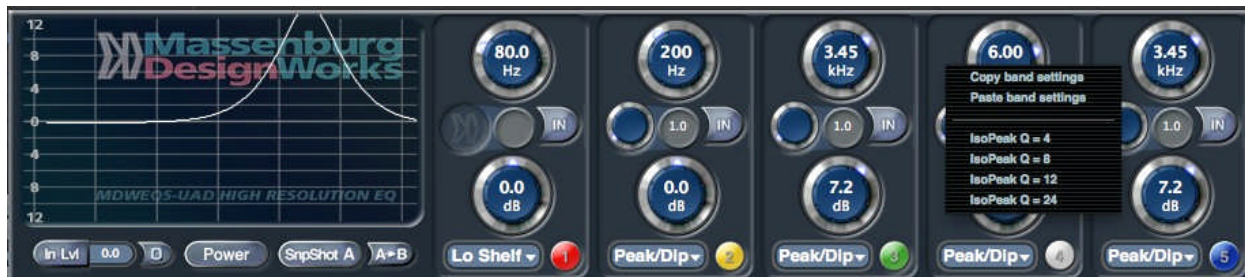 12
8
4
0
-4
8
12
Massenburg
DesignWorks
MDWEQ5-UAD HIGH RESOLUTION EQ
In Lvl 0.0 Power SnpShot A A▸B
80.0
Hz
IN
0.0
dB
Lo Shelf
1
200
Hz
1.0 IN
0.0
dB
Peak/Dip
2
3.45
kHz
1.0 IN
7.2
dB
Peak/Dip
3
6.00
Copy band settings
Paste band settings
IsoPeak Q = 4
IsoPeak Q = 8
IsoPeak Q = 12
IsoPeak Q = 24
Peak/Dip
4
3.45
kHz
1.0 IN
7.2
dB
Peak/Dip
5